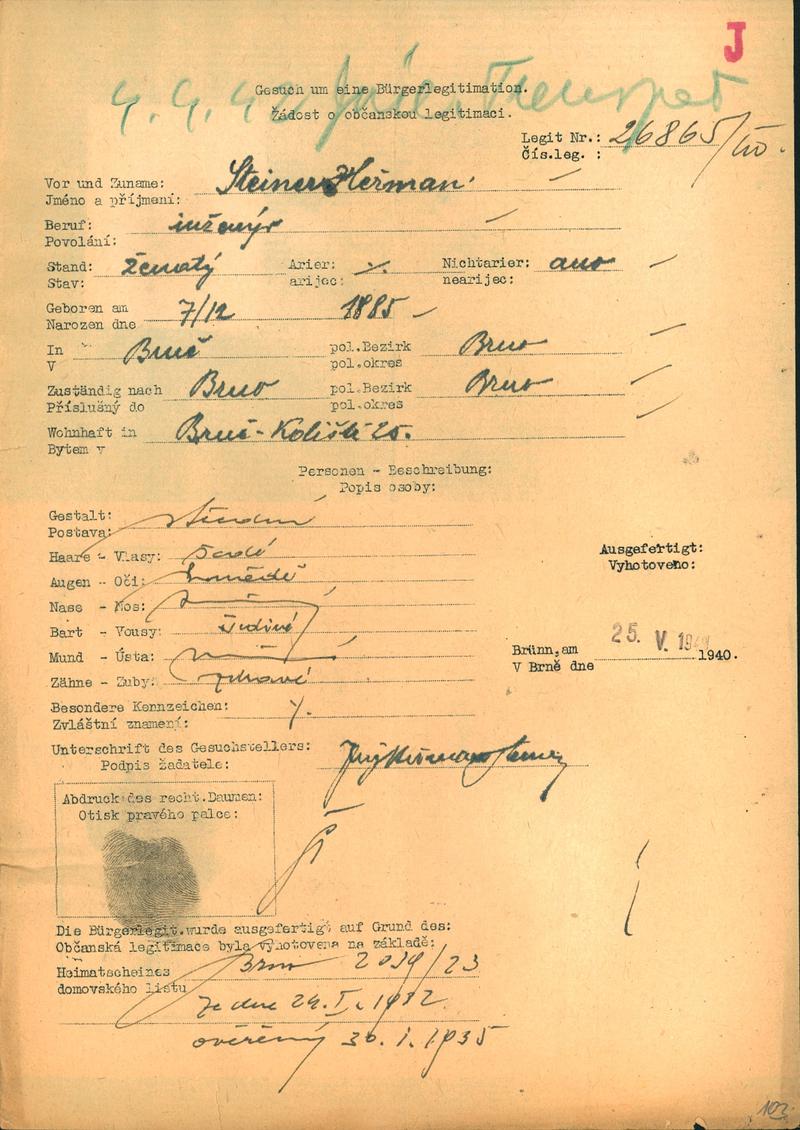 J
Gesuch um eine Bürgerlegitimation.
Žádost o občanskou legitimaci.
Legit Nr.: 26865/
Čís.leg. :
Vor und Zuname: Steiner Heřman
Jméno a příjmení:
Beruf: inženýr
Povolání:
Stand: ženatý Arier: Nichtarier: ano
Stav: arijec: nearijec:
Geboren am 7/12 1885
Narozen dne
In Brně pol.Bezirk Brno
V pol.okres
Zuständig nach Brno pol.Bezirk Brno
Příslušný do pol.okres
Wohnhaft in Brně - Koliště 25.
Bytem v
Personen - Beschreibung:
Popis osoby:
Gestalt: střední
Postava:
Haare - Vlasy: šedé
Augen - Oči: hnědé
Nase - Nos:
Bart - Vousy: šedivé
Mund - Ústa:
Zähne - Zuby: zdravé
Besondere Kennzeichen:
Zvláštní znamení:
Ausgefertigt:
Vyhotoveno:
Brünn, am 25. V. 1940.
V Brně dne
Unterschrift des Gesuchstellers:
Podpis žadatele:
Abdruck des recht.Daumen:
Otisk pravého palce:
Die Bürgerlegit.wurde ausgefertigt auf Grund des:
Občanská legitimace byla vyhotovena na základě:
Heimatscheines Brno 2039/23
domovského listu
ze dne 24. I. 1932.
ověřený 30. I. 1935
102